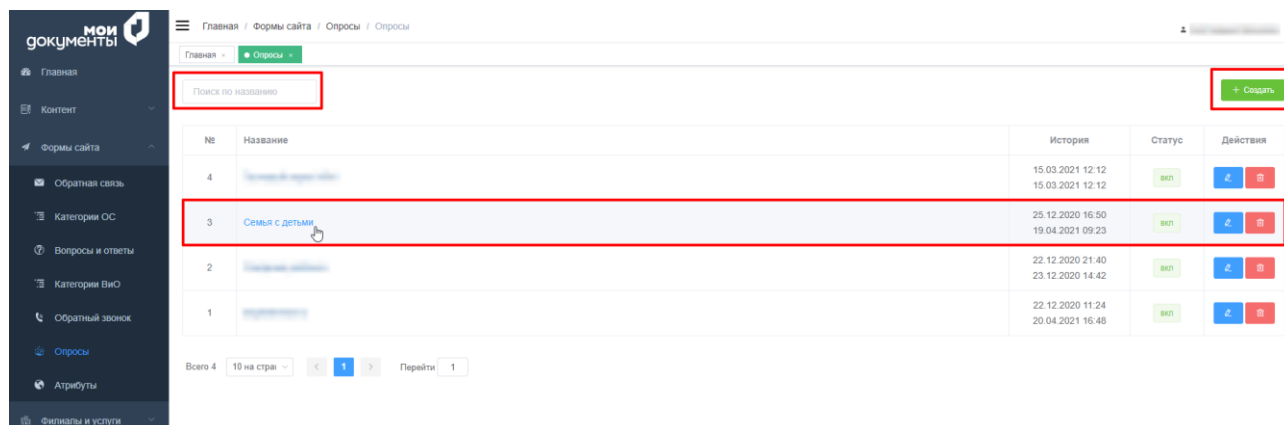 мои
документы
Главная / Формы сайта / Опросы / Опросы
Главная ×
Опросы ×
Главная
Контент
Формы сайта
Обратная связь
Категории ОС
Вопросы и ответы
Категории ВиО
Обратный звонок
Опросы
Атрибуты
Филиалы и услуги
Поиск по названию
+ Создать
№ Название История Статус Действия
4 15.03.2021 12:12 вкл
15.03.2021 12:12
3 Семья с детьми 25.12.2020 16:50 вкл
19.04.2021 09:23
2 22.12.2020 21:40 вкл
23.12.2020 14:42
1 22.12.2020 11:24 вкл
20.04.2021 16:48
Всего 4 10 на стра < 1 > Перейти 1